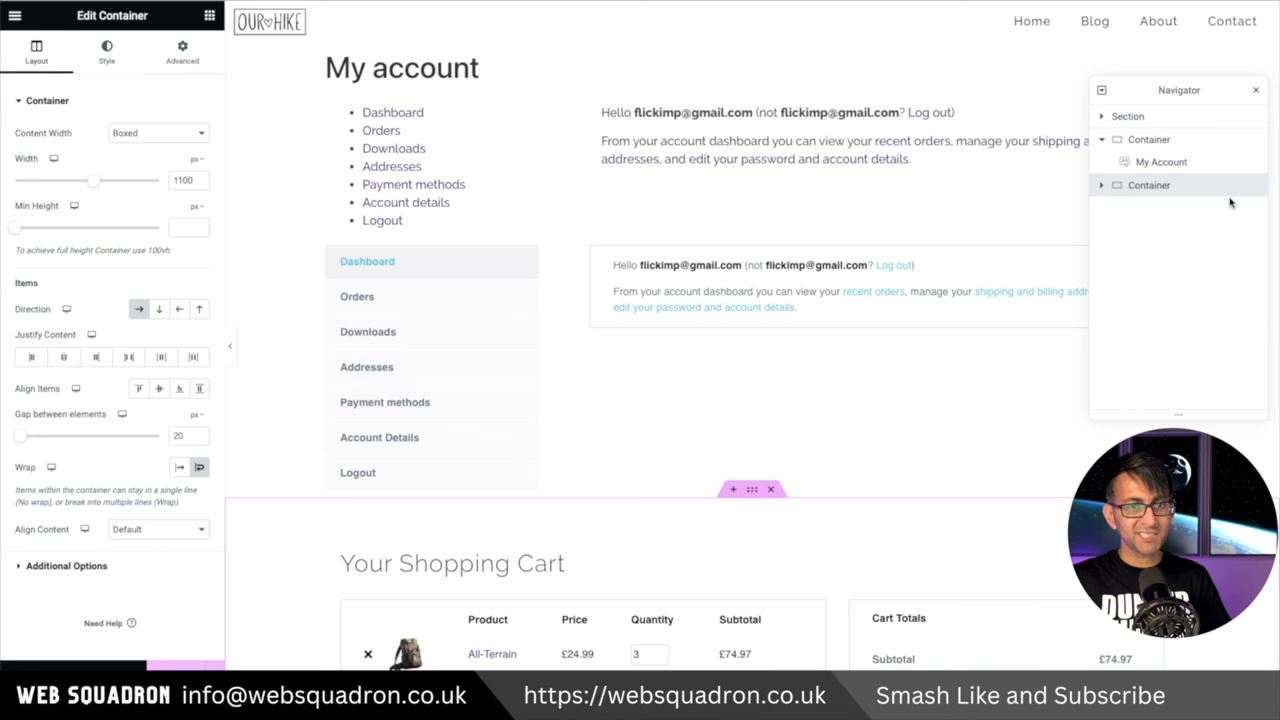 Edit Container
Layout
Style
Advanced
Container
Content Width
Boxed
Width
px
1100
Min Height
px
To achieve full height Container use 100vh.
Items
Direction
Justify Content
Align Items
Gap between elements
px
20
Wrap
Items within the container can stay in a single line
(No wrap), or break into multiple lines (Wrap).
Align Content
Default
Additional Options
Need Help
OUR HIKE
Home
Blog
About
Contact
My account
Dashboard
Orders
Downloads
Addresses
Payment methods
Account details
Logout
Hello flickimp@gmail.com (not flickimp@gmail.com? Log out)
From your account dashboard you can view your recent orders, manage your shipping a
addresses, and edit your password and account details.
Dashboard
Orders
Downloads
Addresses
Payment methods
Account Details
Logout
Hello flickimp@gmail.com (not flickimp@gmail.com? Log out)
From your account dashboard you can view your recent orders, manage your shipping and billing addre
edit your password and account details.
Navigator
Section
Container
My Account
Container
Your Shopping Cart
Product
Price
Quantity
Subtotal
All-Terrain
£24.99
3
£74.97
Cart Totals
Subtotal
£74.97
WEB SQUADRON info@websquadron.co.uk
https://websquadron.co.uk
Smash Like and Subscribe